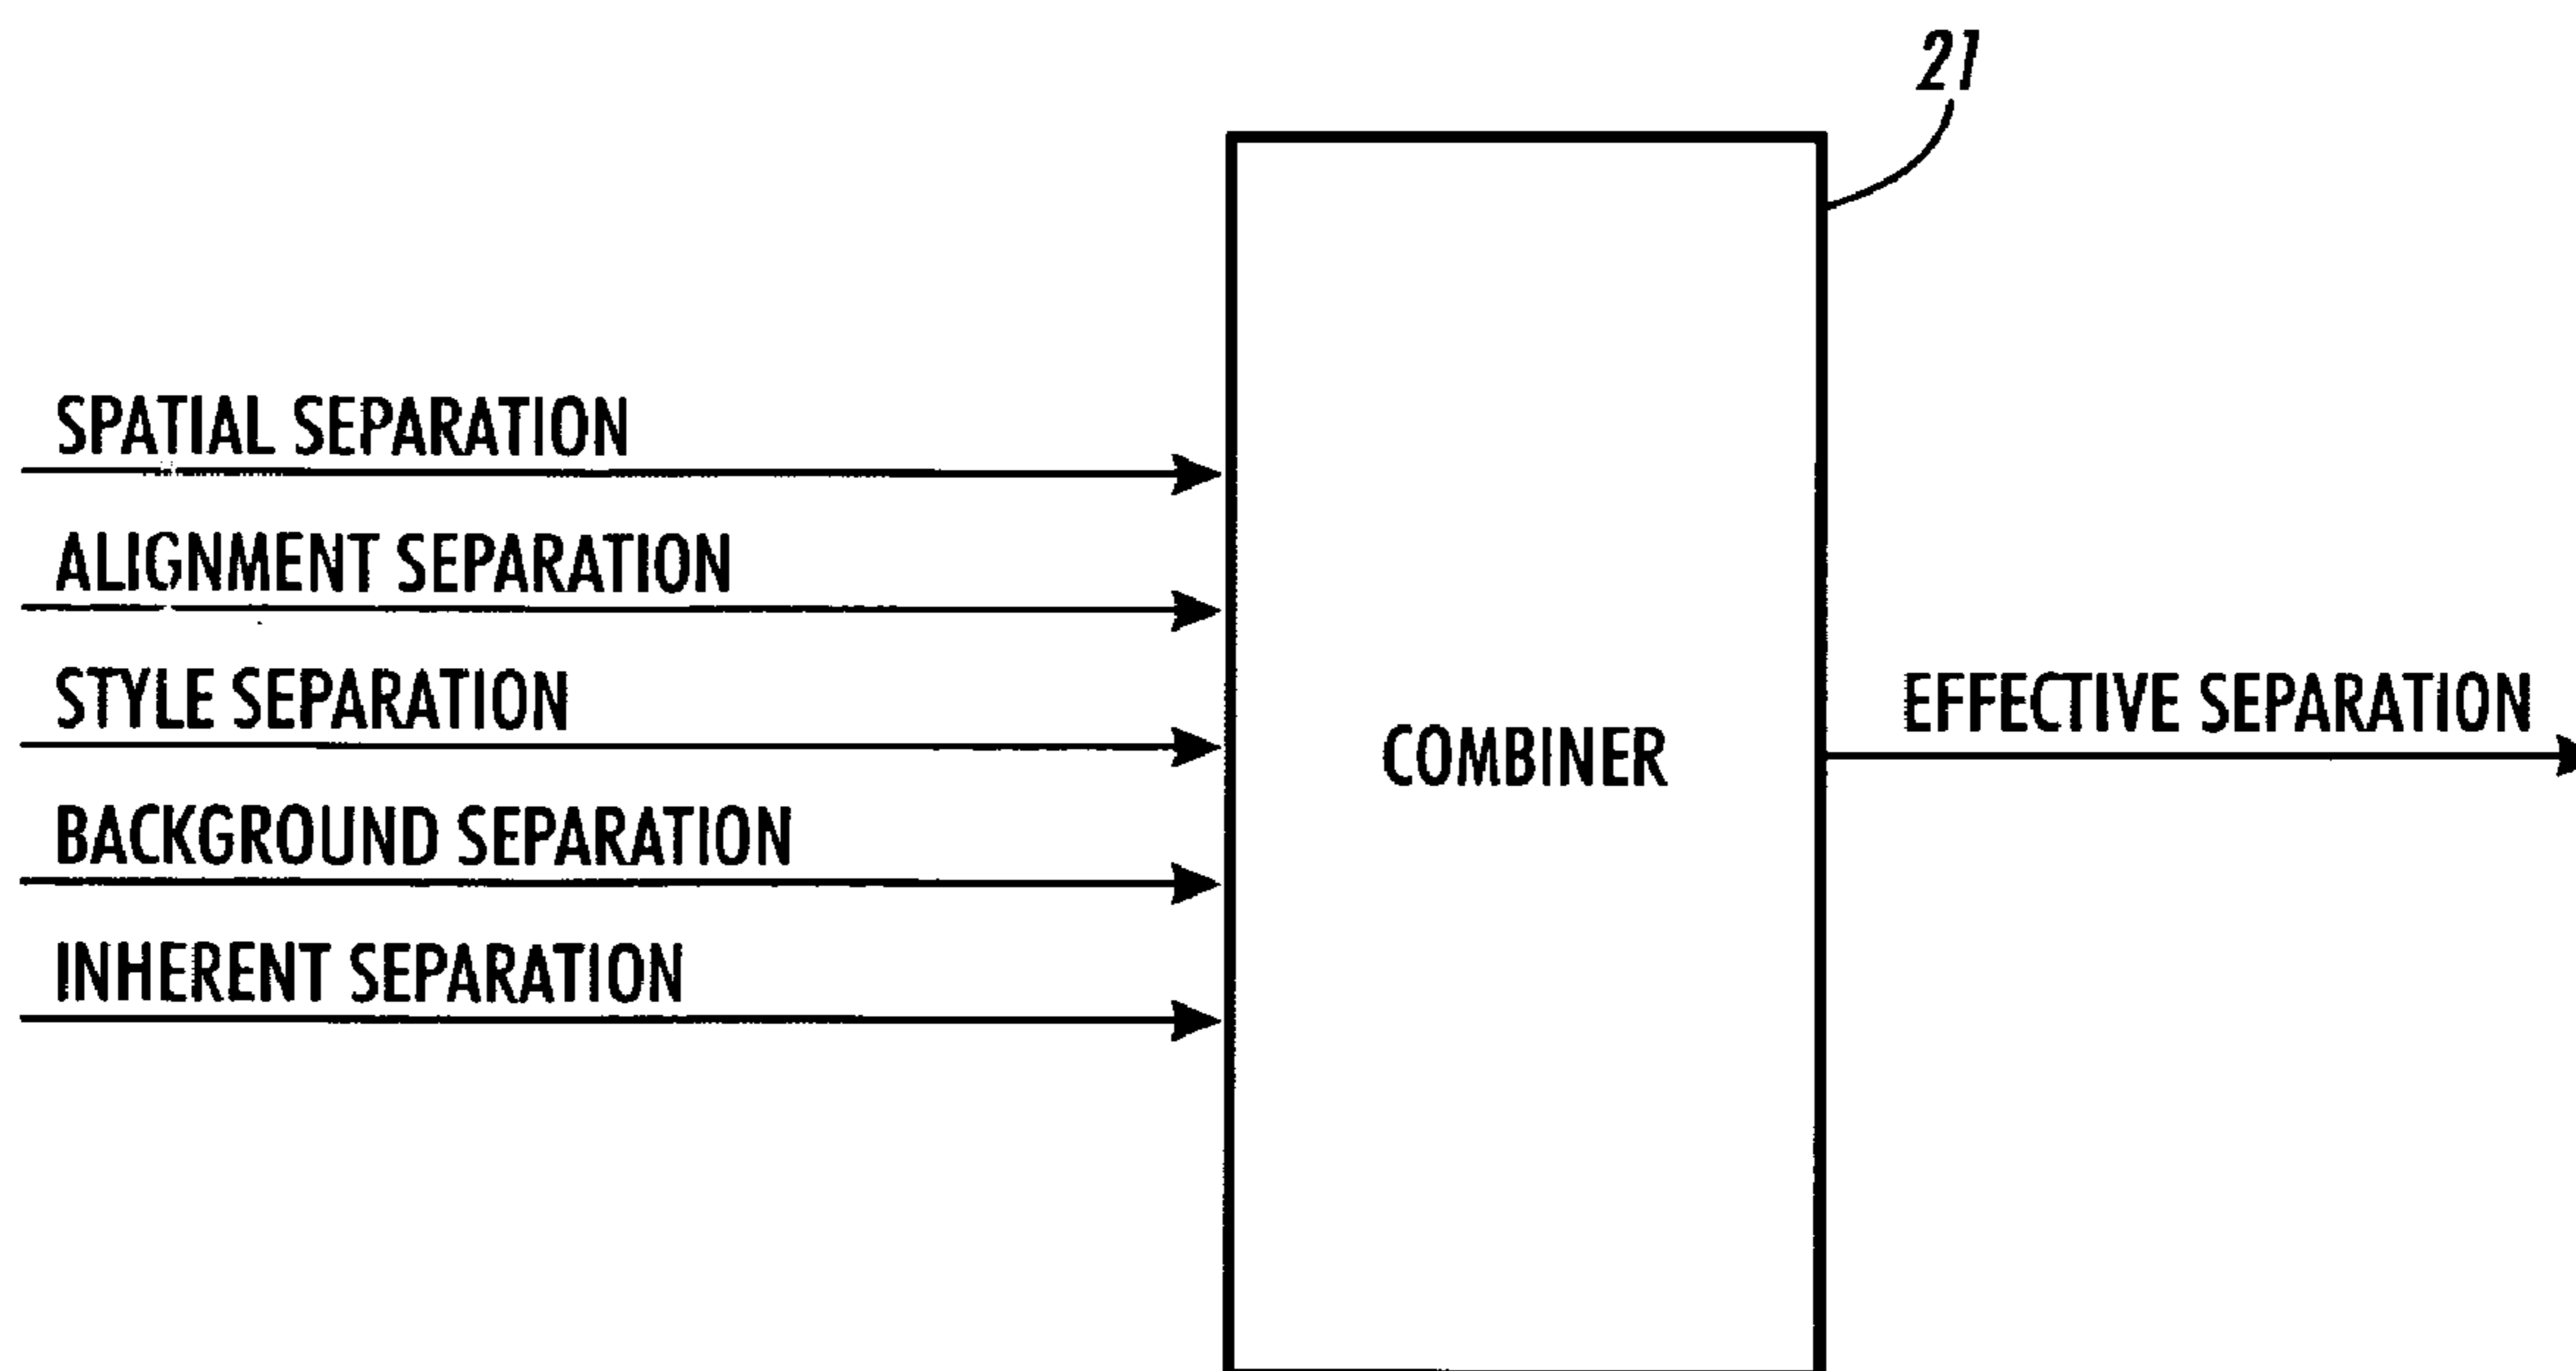 21
SPATIAL SEPARATION
ALIGNMENT SEPARATION
STYLE SEPARATION
BACKGROUND SEPARATION
INHERENT SEPARATION
COMBINER
EFFECTIVE SEPARATION